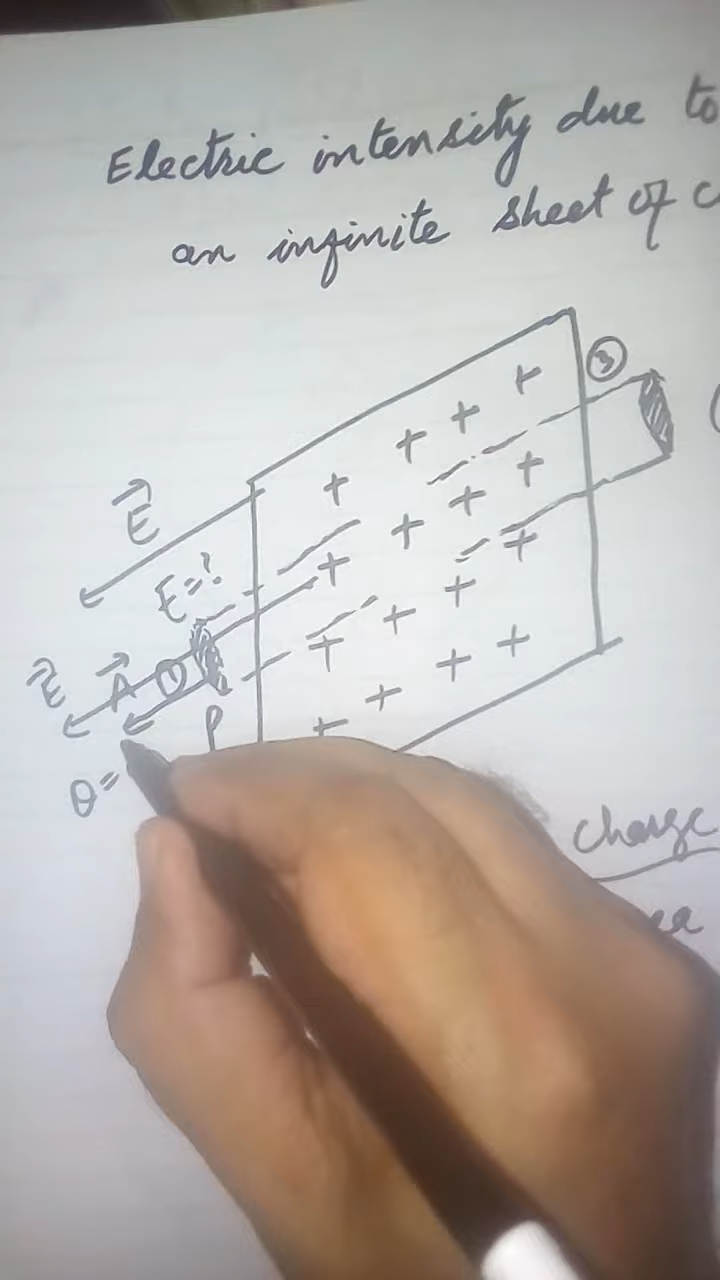 Electric intensity due to
an infinite sheet of
③
E
E=?
E A ①
P
θ=
charge